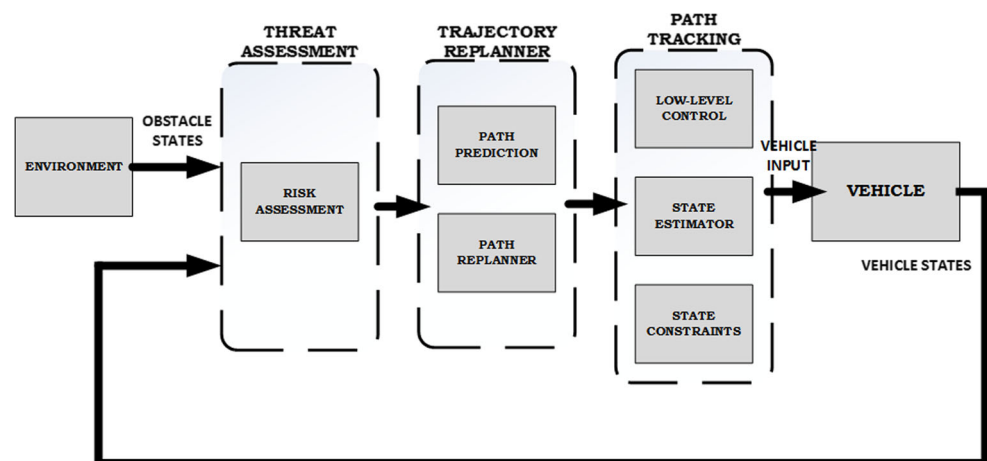 THREAT
ASSESSMENT
TRAJECTORY
REPLANNER
PATH
TRACKING
OBSTACLE
STATES
ENVIRONMENT
RISK
ASSESSMENT
PATH
PREDICTION
PATH
REPLANNER
LOW-LEVEL
CONTROL
STATE
ESTIMATOR
STATE
CONSTRAINTS
VEHICLE
INPUT
VEHICLE
VEHICLE STATES